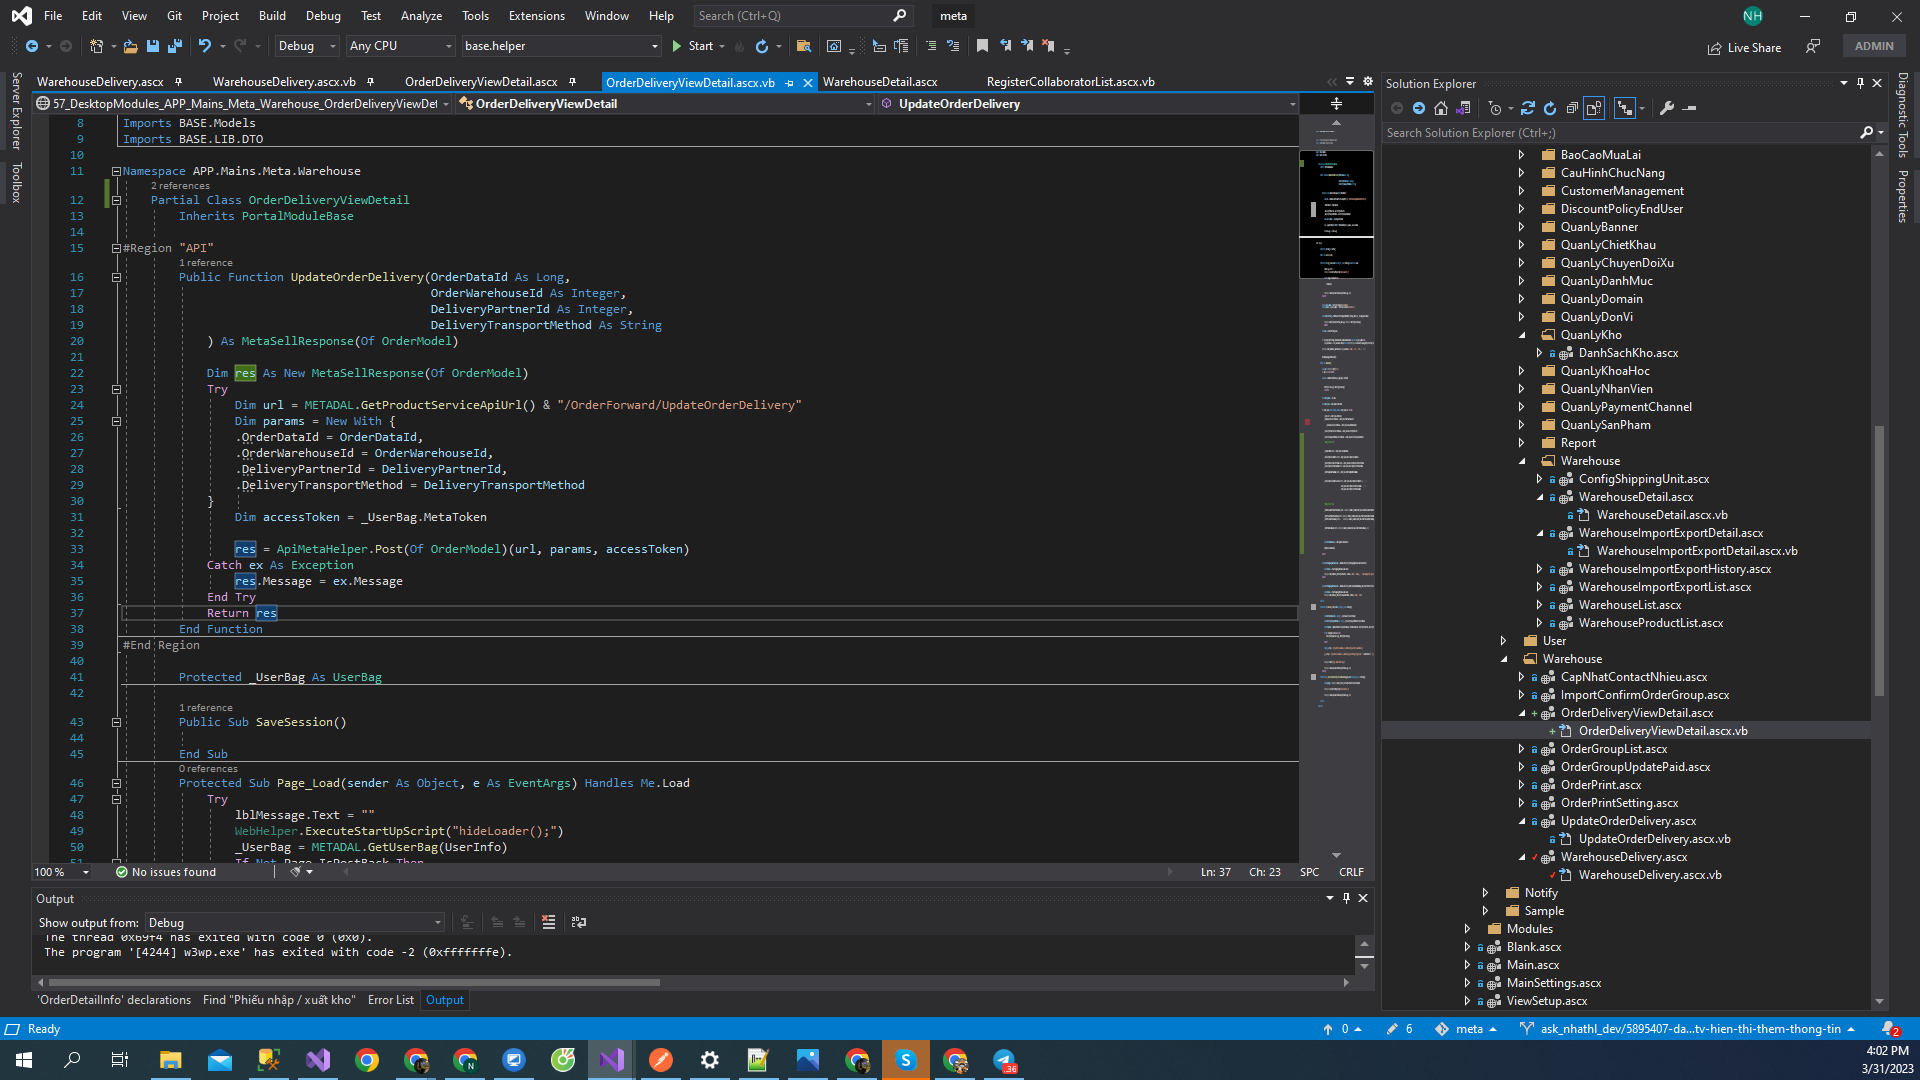 File Edit View Git Project Build Debug Test Analyze Tools Extensions Window Help Search (Ctrl+Q) meta NH
Debug Any CPU base.helper Start Live Share ADMIN
WarehouseDelivery.ascx WarehouseDelivery.ascx.vb OrderDeliveryViewDetail.ascx OrderDeliveryViewDetail.ascx.vb WarehouseDetail.ascx RegisterCollaboratorList.ascx.vb
57_DesktopModules_APP_Mains_Meta_Warehouse_OrderDeliveryViewDet OrderDeliveryViewDetail UpdateOrderDelivery
Server Explorer
Toolbox
8 Imports BASE.Models
9 Imports BASE.LIB.DTO
10
11 Namespace APP.Mains.Meta.Warehouse
2 references
12 Partial Class OrderDeliveryViewDetail
13 Inherits PortalModuleBase
14
15 #Region "API"
1 reference
16 Public Function UpdateOrderDelivery(OrderDataId As Long,
17 OrderWarehouseId As Integer,
18 DeliveryPartnerId As Integer,
19 DeliveryTransportMethod As String
20 ) As MetaSellResponse(Of OrderModel)
21
22 Dim res As New MetaSellResponse(Of OrderModel)
23 Try
24 Dim url = METADAL.GetProductServiceApiUrl() & "/OrderForward/UpdateOrderDelivery"
25 Dim params = New With {
26 .OrderDataId = OrderDataId,
27 .OrderWarehouseId = OrderWarehouseId,
28 .DeliveryPartnerId = DeliveryPartnerId,
29 .DeliveryTransportMethod = DeliveryTransportMethod
30 }
31 Dim accessToken = _UserBag.MetaToken
32
33 res = ApiMetaHelper.Post(Of OrderModel)(url, params, accessToken)
34 Catch ex As Exception
35 res.Message = ex.Message
36 End Try
37 Return res
38 End Function
39 #End Region
40
41 Protected _UserBag As UserBag
42
1 reference
43 Public Sub SaveSession()
44
45 End Sub
0 references
46 Protected Sub Page_Load(sender As Object, e As EventArgs) Handles Me.Load
47 Try
48 lblMessage.Text = ""
49 WebHelper.ExecuteStartUpScript("hideLoader();")
50 _UserBag = METADAL.GetUserBag(UserInfo)
51 If Not Page.IsPostBack Then
100 % No issues found Ln: 37 Ch: 23 SPC CRLF
Output
Show output from: Debug
The thread 0x69f4 has exited with code 0 (0x0).
The program '[4244] w3wp.exe' has exited with code -2 (0xfffffffe).
'OrderDetailInfo' declarations Find "Phiếu nhập / xuất kho" Error List Output
Solution Explorer
Search Solution Explorer (Ctrl+;)
BaoCaoMuaLai
CauHinhChucNang
CustomerManagement
DiscountPolicyEndUser
QuanLyBanner
QuanLyChietKhau
QuanLyChuyenDoiXu
QuanLyDanhMuc
QuanLyDomain
QuanLyDonVi
QuanLyKho
DanhSachKho.ascx
QuanLyKhoaHoc
QuanLyNhanVien
QuanLyPaymentChannel
QuanLySanPham
Report
Warehouse
ConfigShippingUnit.ascx
WarehouseDetail.ascx
WarehouseDetail.ascx.vb
WarehouseImportExportDetail.ascx
WarehouseImportExportDetail.ascx.vb
WarehouseImportExportHistory.ascx
WarehouseImportExportList.ascx
WarehouseList.ascx
WarehouseProductList.ascx
User
Warehouse
CapNhatContactNhieu.ascx
ImportConfirmOrderGroup.ascx
OrderDeliveryViewDetail.ascx
OrderDeliveryViewDetail.ascx.vb
OrderGroupList.ascx
OrderGroupUpdatePaid.ascx
OrderPrint.ascx
OrderPrintSetting.ascx
UpdateOrderDelivery.ascx
UpdateOrderDelivery.ascx.vb
WarehouseDelivery.ascx
WarehouseDelivery.ascx.vb
Notify
Sample
Modules
Blank.ascx
Main.ascx
MainSettings.ascx
ViewSetup.ascx
Diagnostic Tools
Properties
Ready 0 6 meta ask_nhathl_dev/5895407-da...tv-hien-thi-them-thong-tin 2
N S 36
4:02 PM
3/31/2023